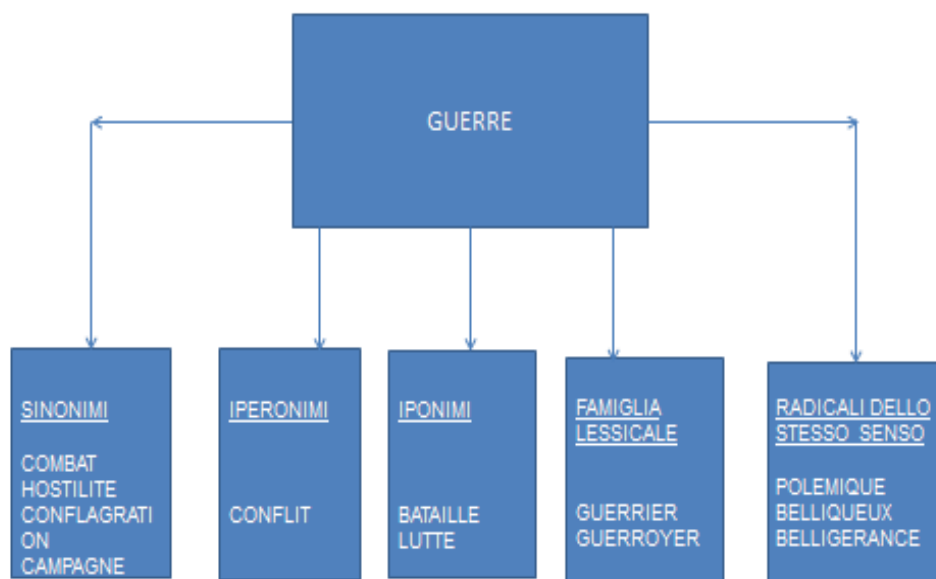 GUERRE
SINONIMI
COMBAT
HOSTILITE
CONFLAGRATI
ON
CAMPAGNE
IPERONIMI
CONFLIT
IPONIMI
BATAILLE
LUTTE
FAMIGLIA
LESSICALE
GUERRIER
GUERROYER
RADICALI DELLO
STESSO SENSO
POLEMIQUE
BELLIQUEUX
BELLIGERANCE